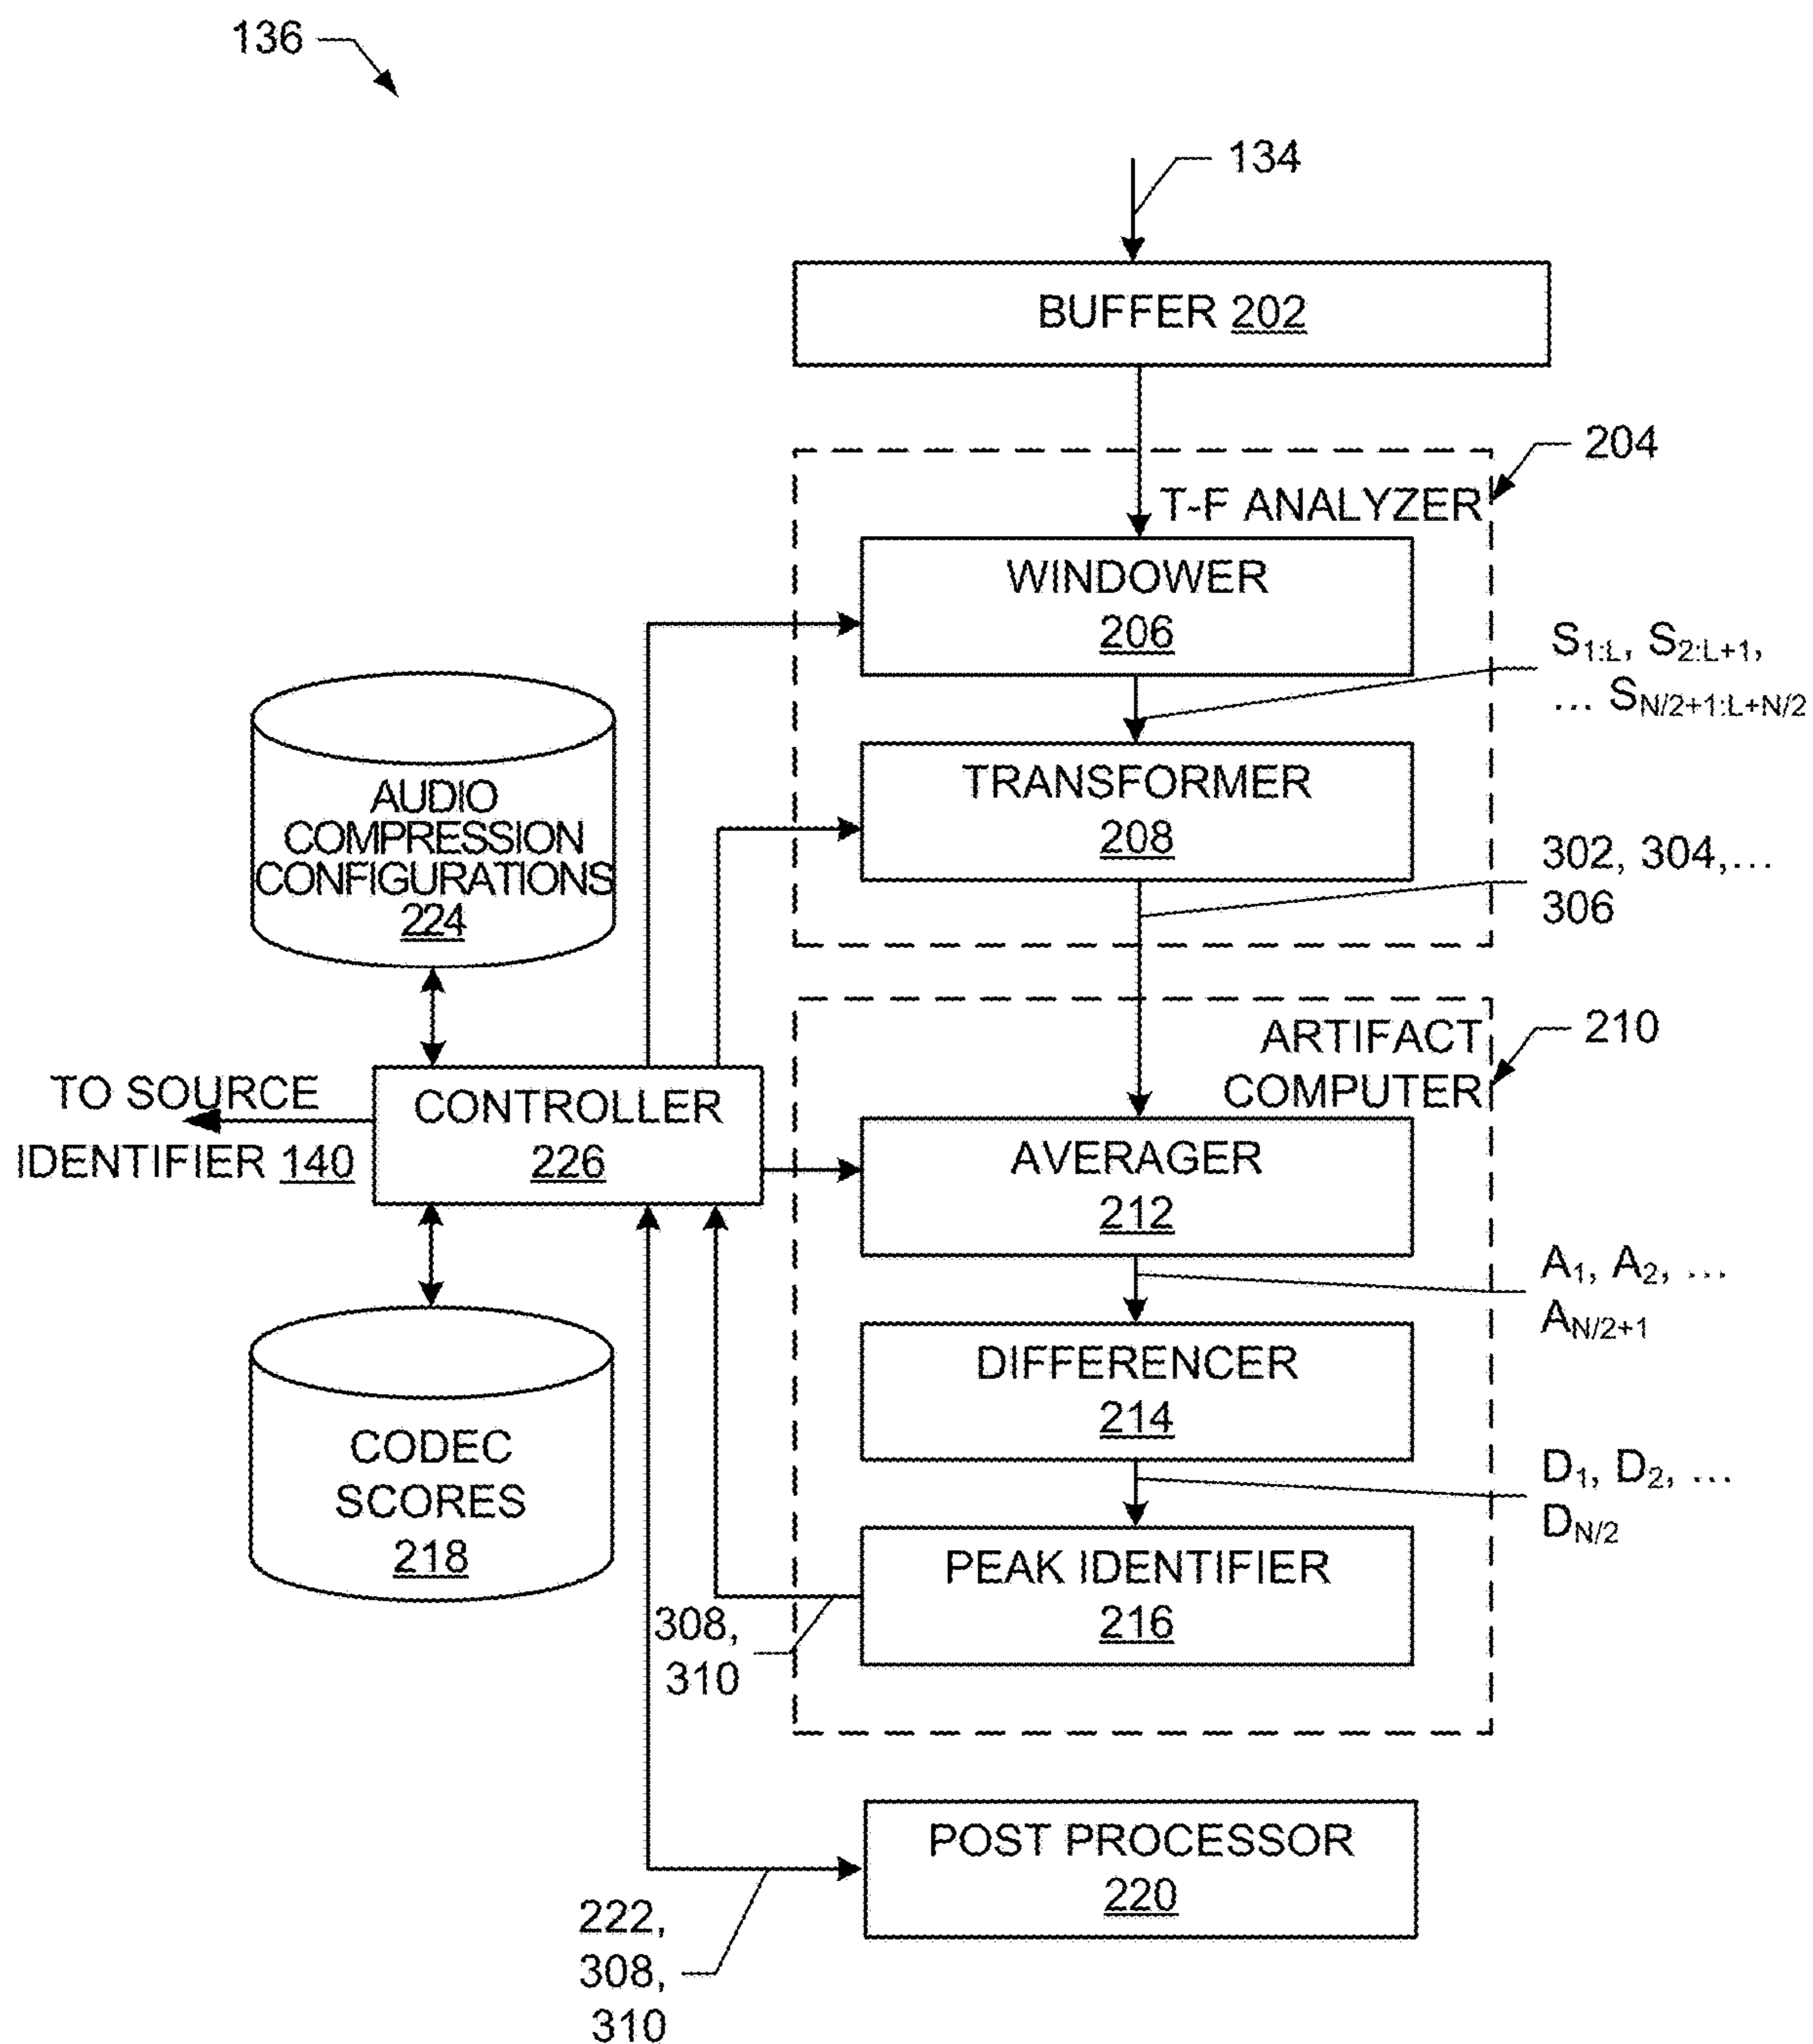 136
134
BUFFER 202
204
T-F ANALYZER
WINDOWER
206
S1:L, S2:L+1,
... SN/2+1:L+N/2
TRANSFORMER
208
302, 304,...
306
AUDIO
COMPRESSION
CONFIGURATIONS
224
ARTIFACT
COMPUTER
210
TO SOURCE
IDENTIFIER 140
CONTROLLER
226
AVERAGER
212
A1, A2, ...
AN/2+1
DIFFERENCER
214
CODEC
SCORES
218
D1, D2, ...
DN/2
PEAK IDENTIFIER
216
308,
310
POST PROCESSOR
220
222,
308,
310